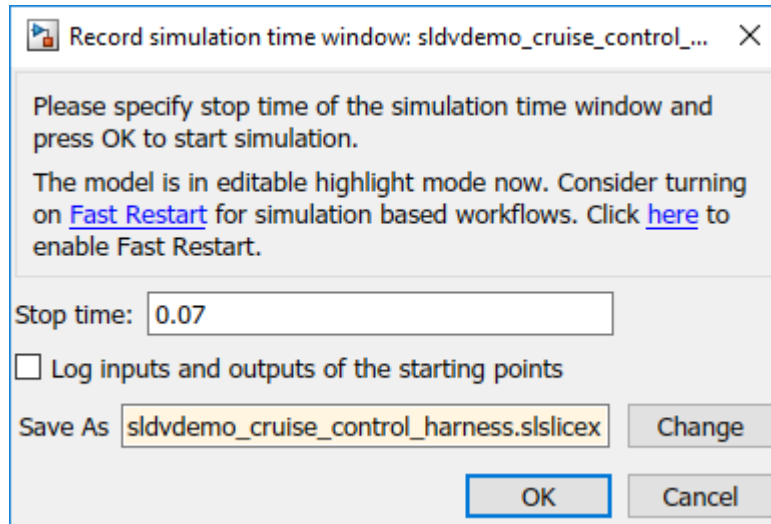 Record simulation time window: sldvdemo_cruise_control_...
Please specify stop time of the simulation time window and
press OK to start simulation.
The model is in editable highlight mode now. Consider turning
on Fast Restart for simulation based workflows. Click here to
enable Fast Restart.
Stop time: 0.07
Log inputs and outputs of the starting points
Save As sldvdemo_cruise_control_harness.slslicex Change
OK Cancel